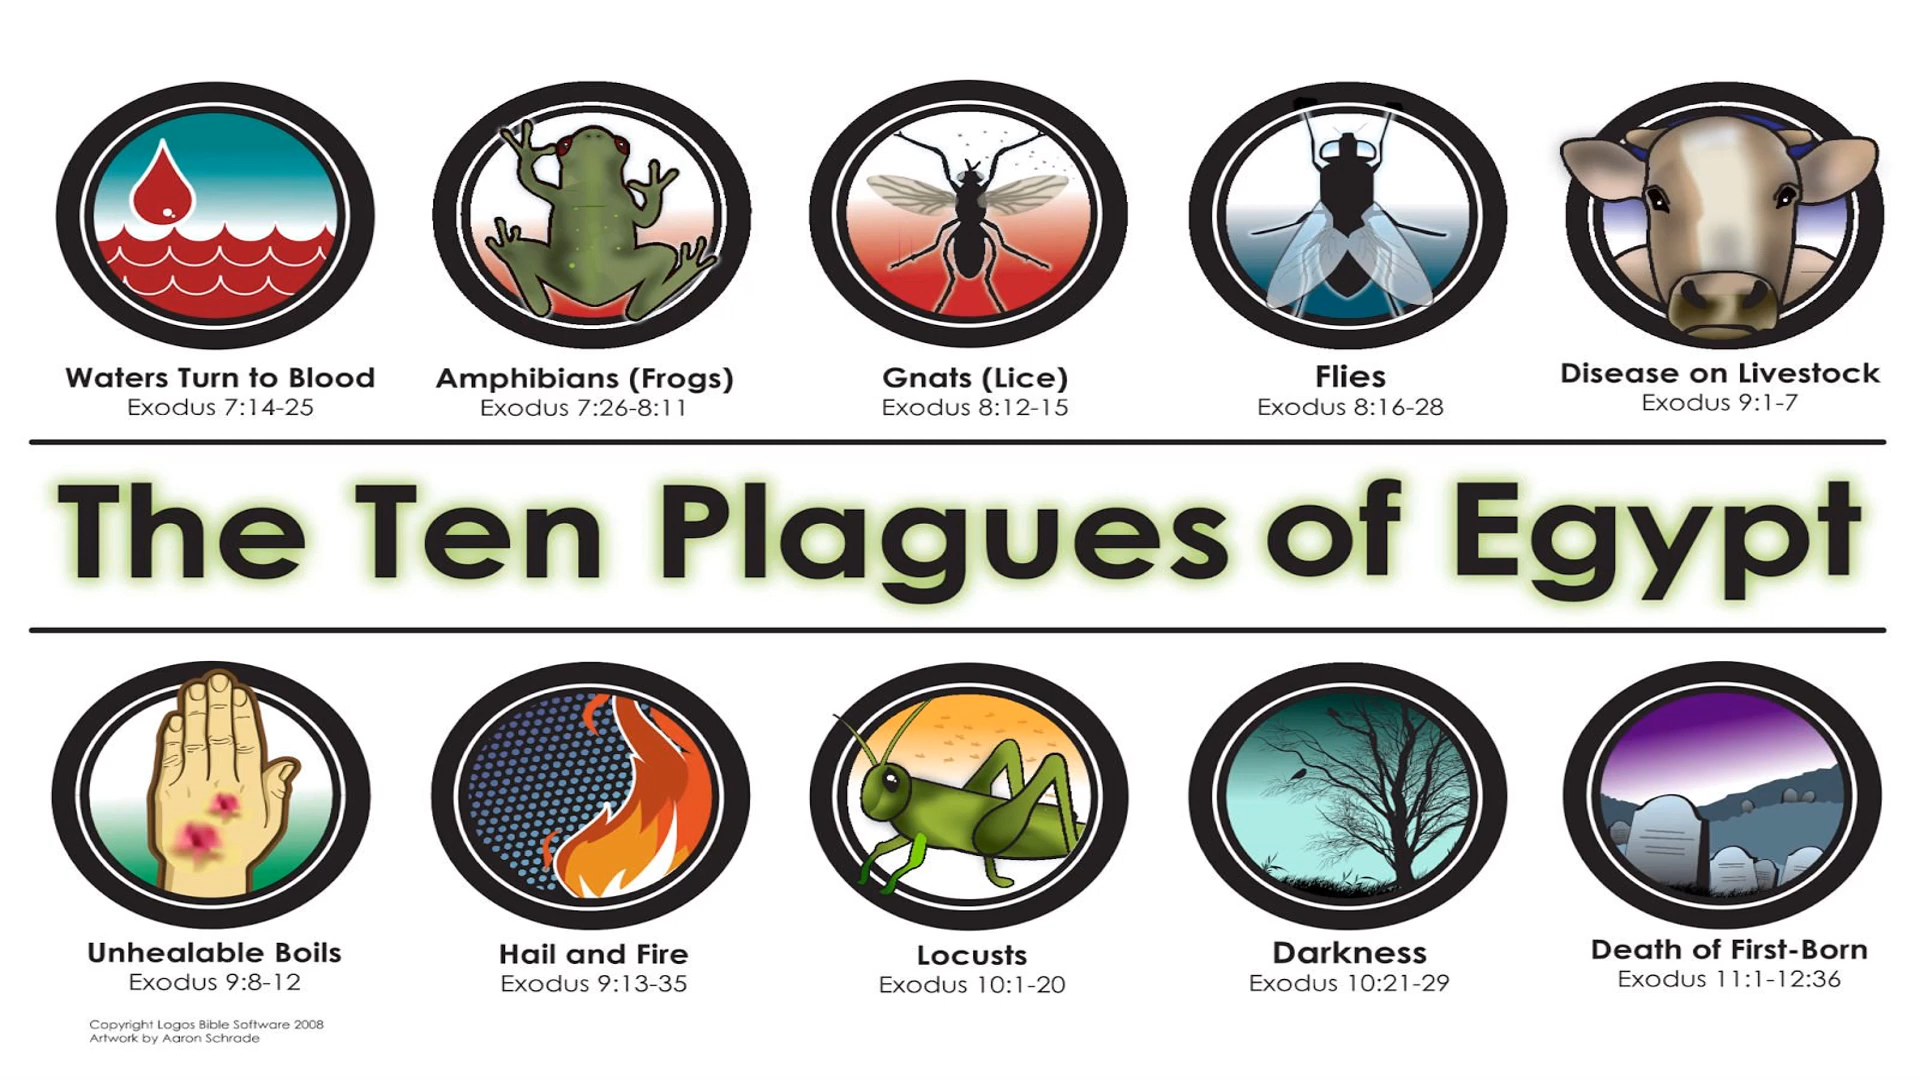 Waters Turn to Blood
Exodus 7:14-25
Amphibians (Frogs)
Exodus 7:26-8:11
Gnats (Lice)
Exodus 8:12-15
Flies
Exodus 8:16-28
Disease on Livestock
Exodus 9:1-7
The Ten Plagues of Egypt
Unhealable Boils
Exodus 9:8-12
Hail and Fire
Exodus 9:13-35
Locusts
Exodus 10:1-20
Darkness
Exodus 10:21-29
Death of First-Born
Exodus 11:1-12:36
Copyright Logos Bible Software 2008
Artwork by Aaron Schrade